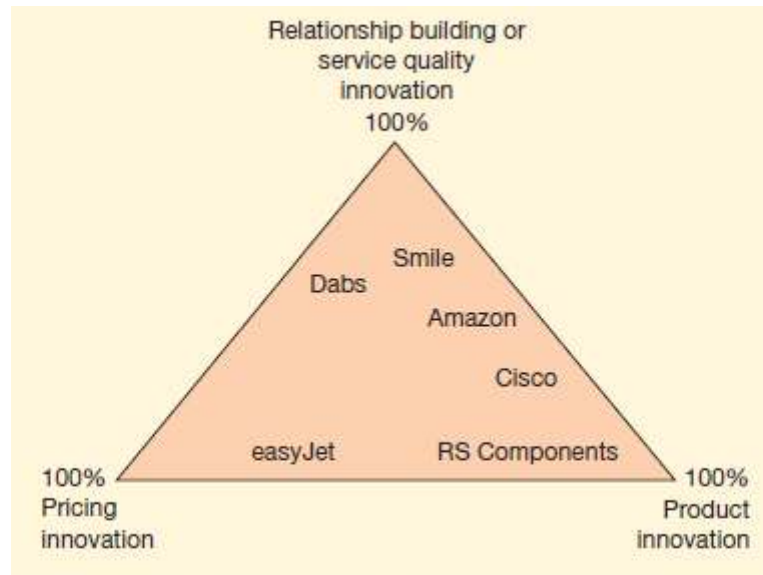 Relationship building or
service quality
innovation
100%
Smile
Dabs
Amazon
Cisco
easyJet
RS Components
100%
Pricing
innovation
100%
Product
innovation